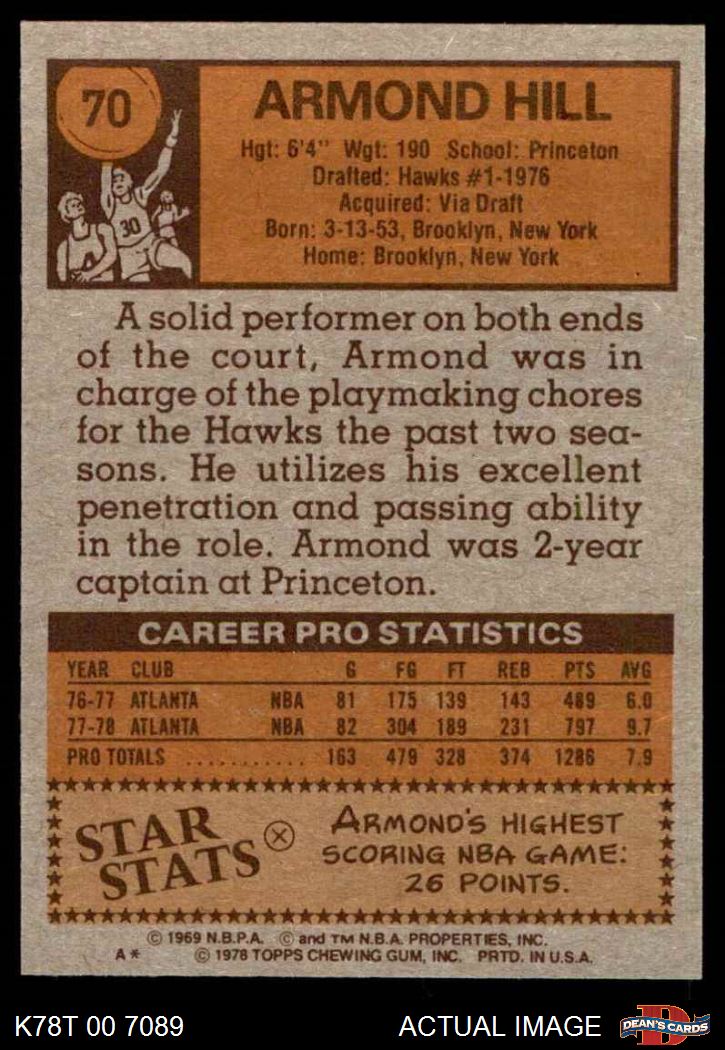 70
ARMOND HILL
Hgt: 6'4" Wgt: 190 School: Princeton
Drafted: Hawks #1-1976
Acquired: Via Draft
Born: 3-13-53, Brooklyn, New York
Home: Brooklyn, New York
30
A solid performer on both ends
of the court, Armond was in
charge of the playmaking chores
for the Hawks the past two sea-
sons. He utilizes his excellent
penetration and passing ability
in the role. Armond was 2-year
captain at Princeton.
CAREER PRO STATISTICS
YEAR CLUB G FG FT REB PTS AVG
76-77 ATLANTA NBA 81 175 139 143 489 6.0
77-78 ATLANTA NBA 82 304 189 231 797 9.7
PRO TOTALS ........... 163 479 328 374 1286 7.9
STAR
STATS
ARMOND'S HIGHEST
SCORING NBA GAME:
26 POINTS.
© 1969 N.B.P.A. © and TM N.B.A. PROPERTIES, INC.
A* © 1978 TOPPS CHEWING GUM, INC. PRTD. IN U.S.A.
K78T 00 7089 ACTUAL IMAGE
D
DEAN'S CARDS